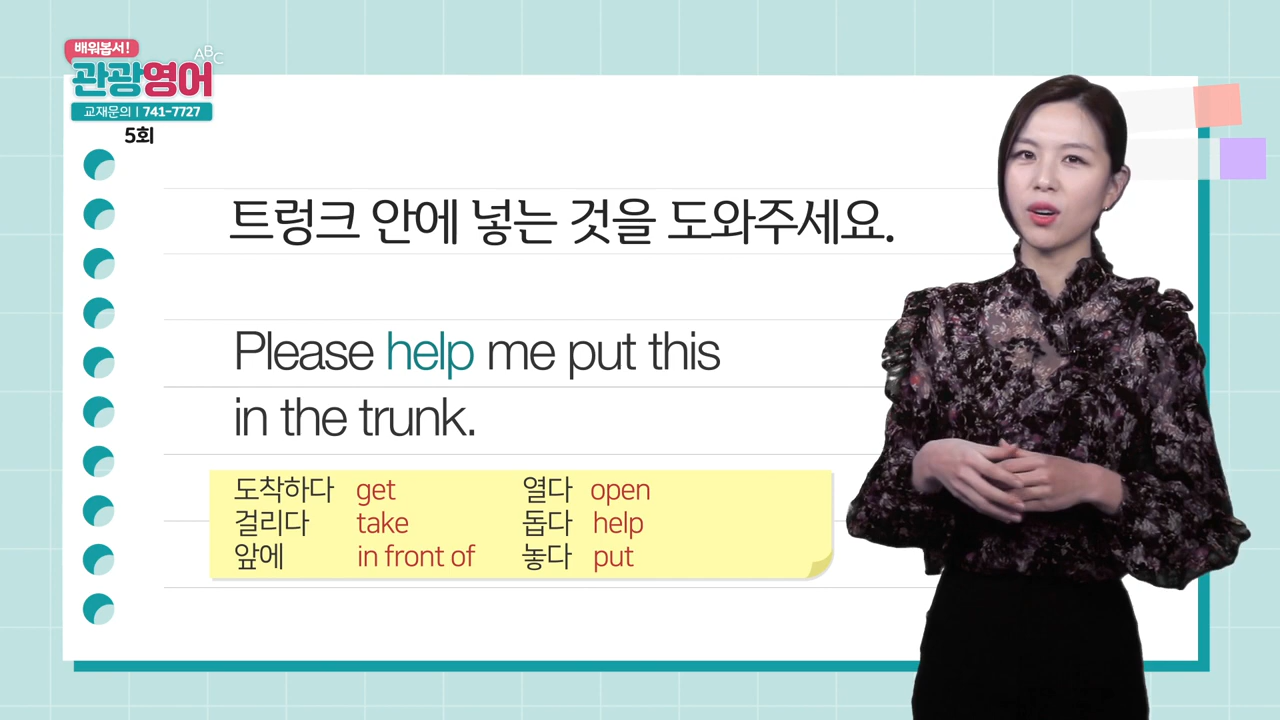 배워봅서!
ABC
관광영어
교재문의 | 741-7727
5회
트렁크 안에 넣는 것을 도와주세요.
Please help me put this
in the trunk.
도착하다 get 열다 open
걸리다 take 돕다 help
앞에 in front of 놓다 put